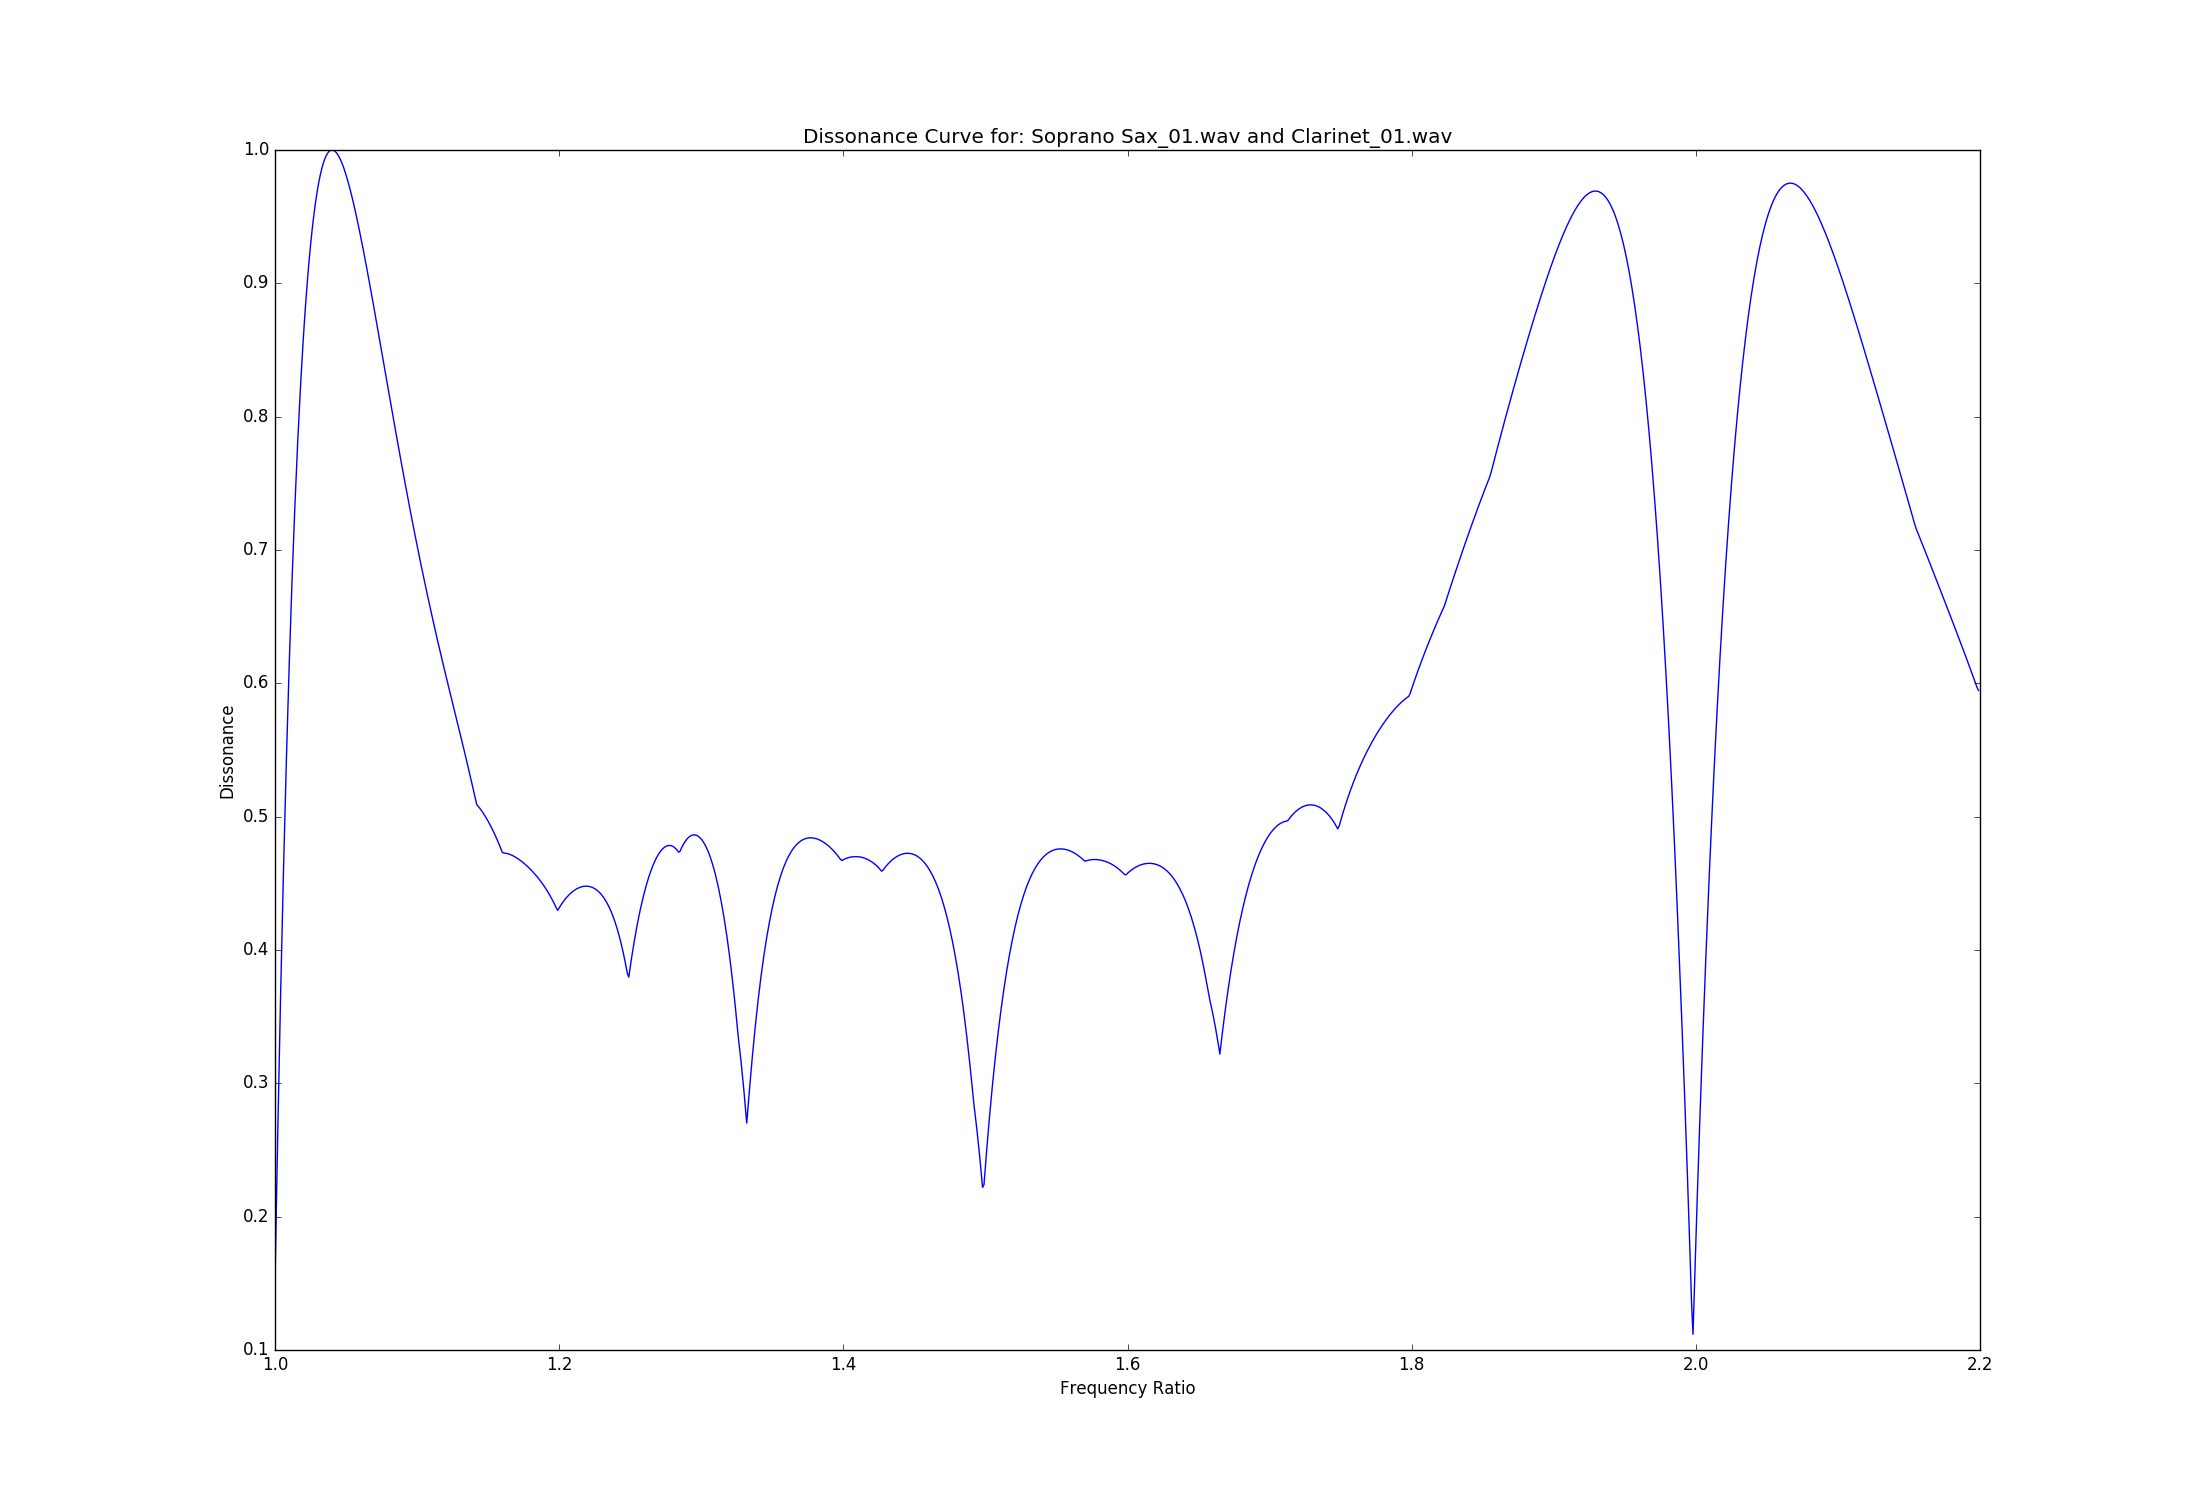 Dissonance Curve for: Soprano Sax_01.wav and Clarinet_01.wav
1.0
0.9
0.8
0.7
0.6
0.5
0.4
0.3
0.2
0.1
Dissonance
1.0 1.2 1.4 1.6 1.8 2.0 2.2
Frequency Ratio